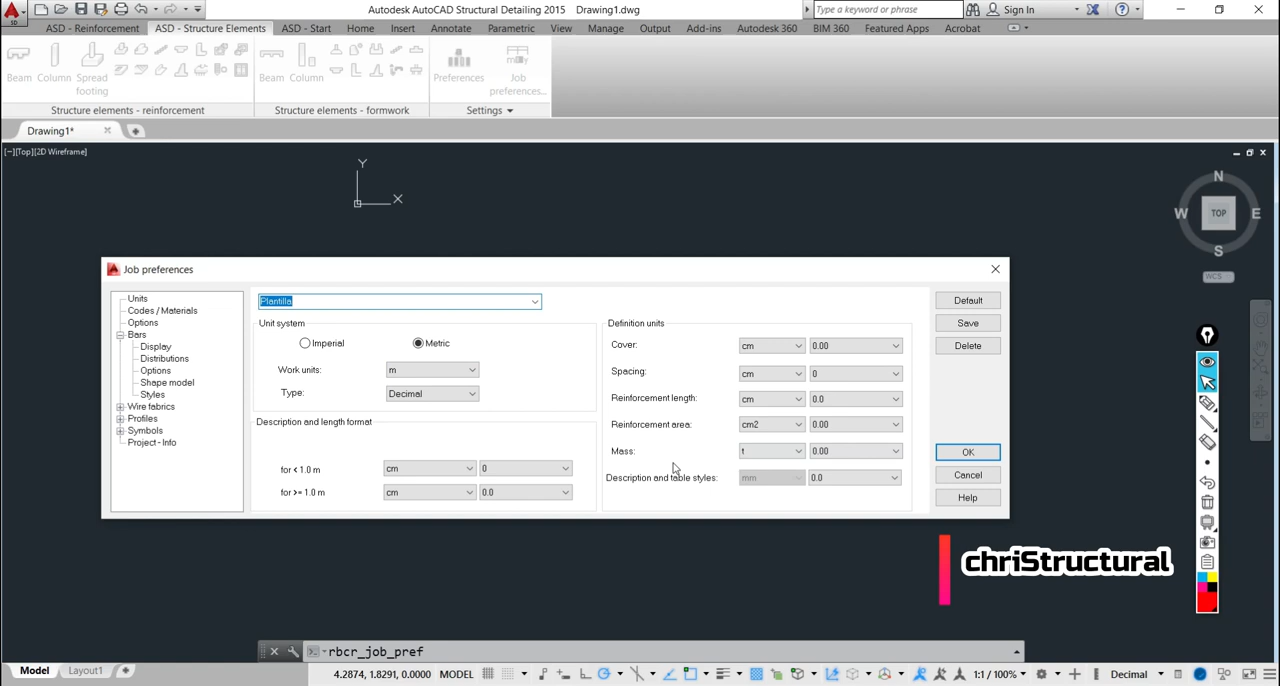 Autodesk AutoCAD Structural Detailing 2015 Drawing1.dwg
Type a keyword or phrase
Sign In
SD
ASD - Reinforcement
ASD - Structure Elements
ASD - Start
Home
Insert
Annotate
Parametric
View
Manage
Output
Add-ins
Autodesk 360
BIM 360
Featured Apps
Acrobat
Beam
Column
Spread
footing
Beam
Column
Preferences
Job
preferences...
Structure elements - reinforcement
Structure elements - formwork
Settings
Drawing1*
[−][Top][2D Wireframe]
Y
X
N
W
TOP
E
S
WCS
Job preferences
Units
Codes / Materials
Options
Bars
Display
Distributions
Options
Shape model
Styles
Wire fabrics
Profiles
Symbols
Project - Info
Plantilla
Unit system
Imperial
Metric
Work units:
m
Type:
Decimal
Description and length format
for < 1.0 m
cm
0
for >= 1.0 m
cm
0.0
Definition units
Cover:
cm
0.00
Spacing:
cm
0
Reinforcement length:
cm
0.0
Reinforcement area:
cm2
0.00
Mass:
t
0.00
Description and table styles:
mm
0.0
Default
Save
Delete
OK
Cancel
Help
chriStructural
rbcr_job_pref
Model
Layout1
4.2874, 1.8291, 0.0000
MODEL
1:1 / 100%
Decimal